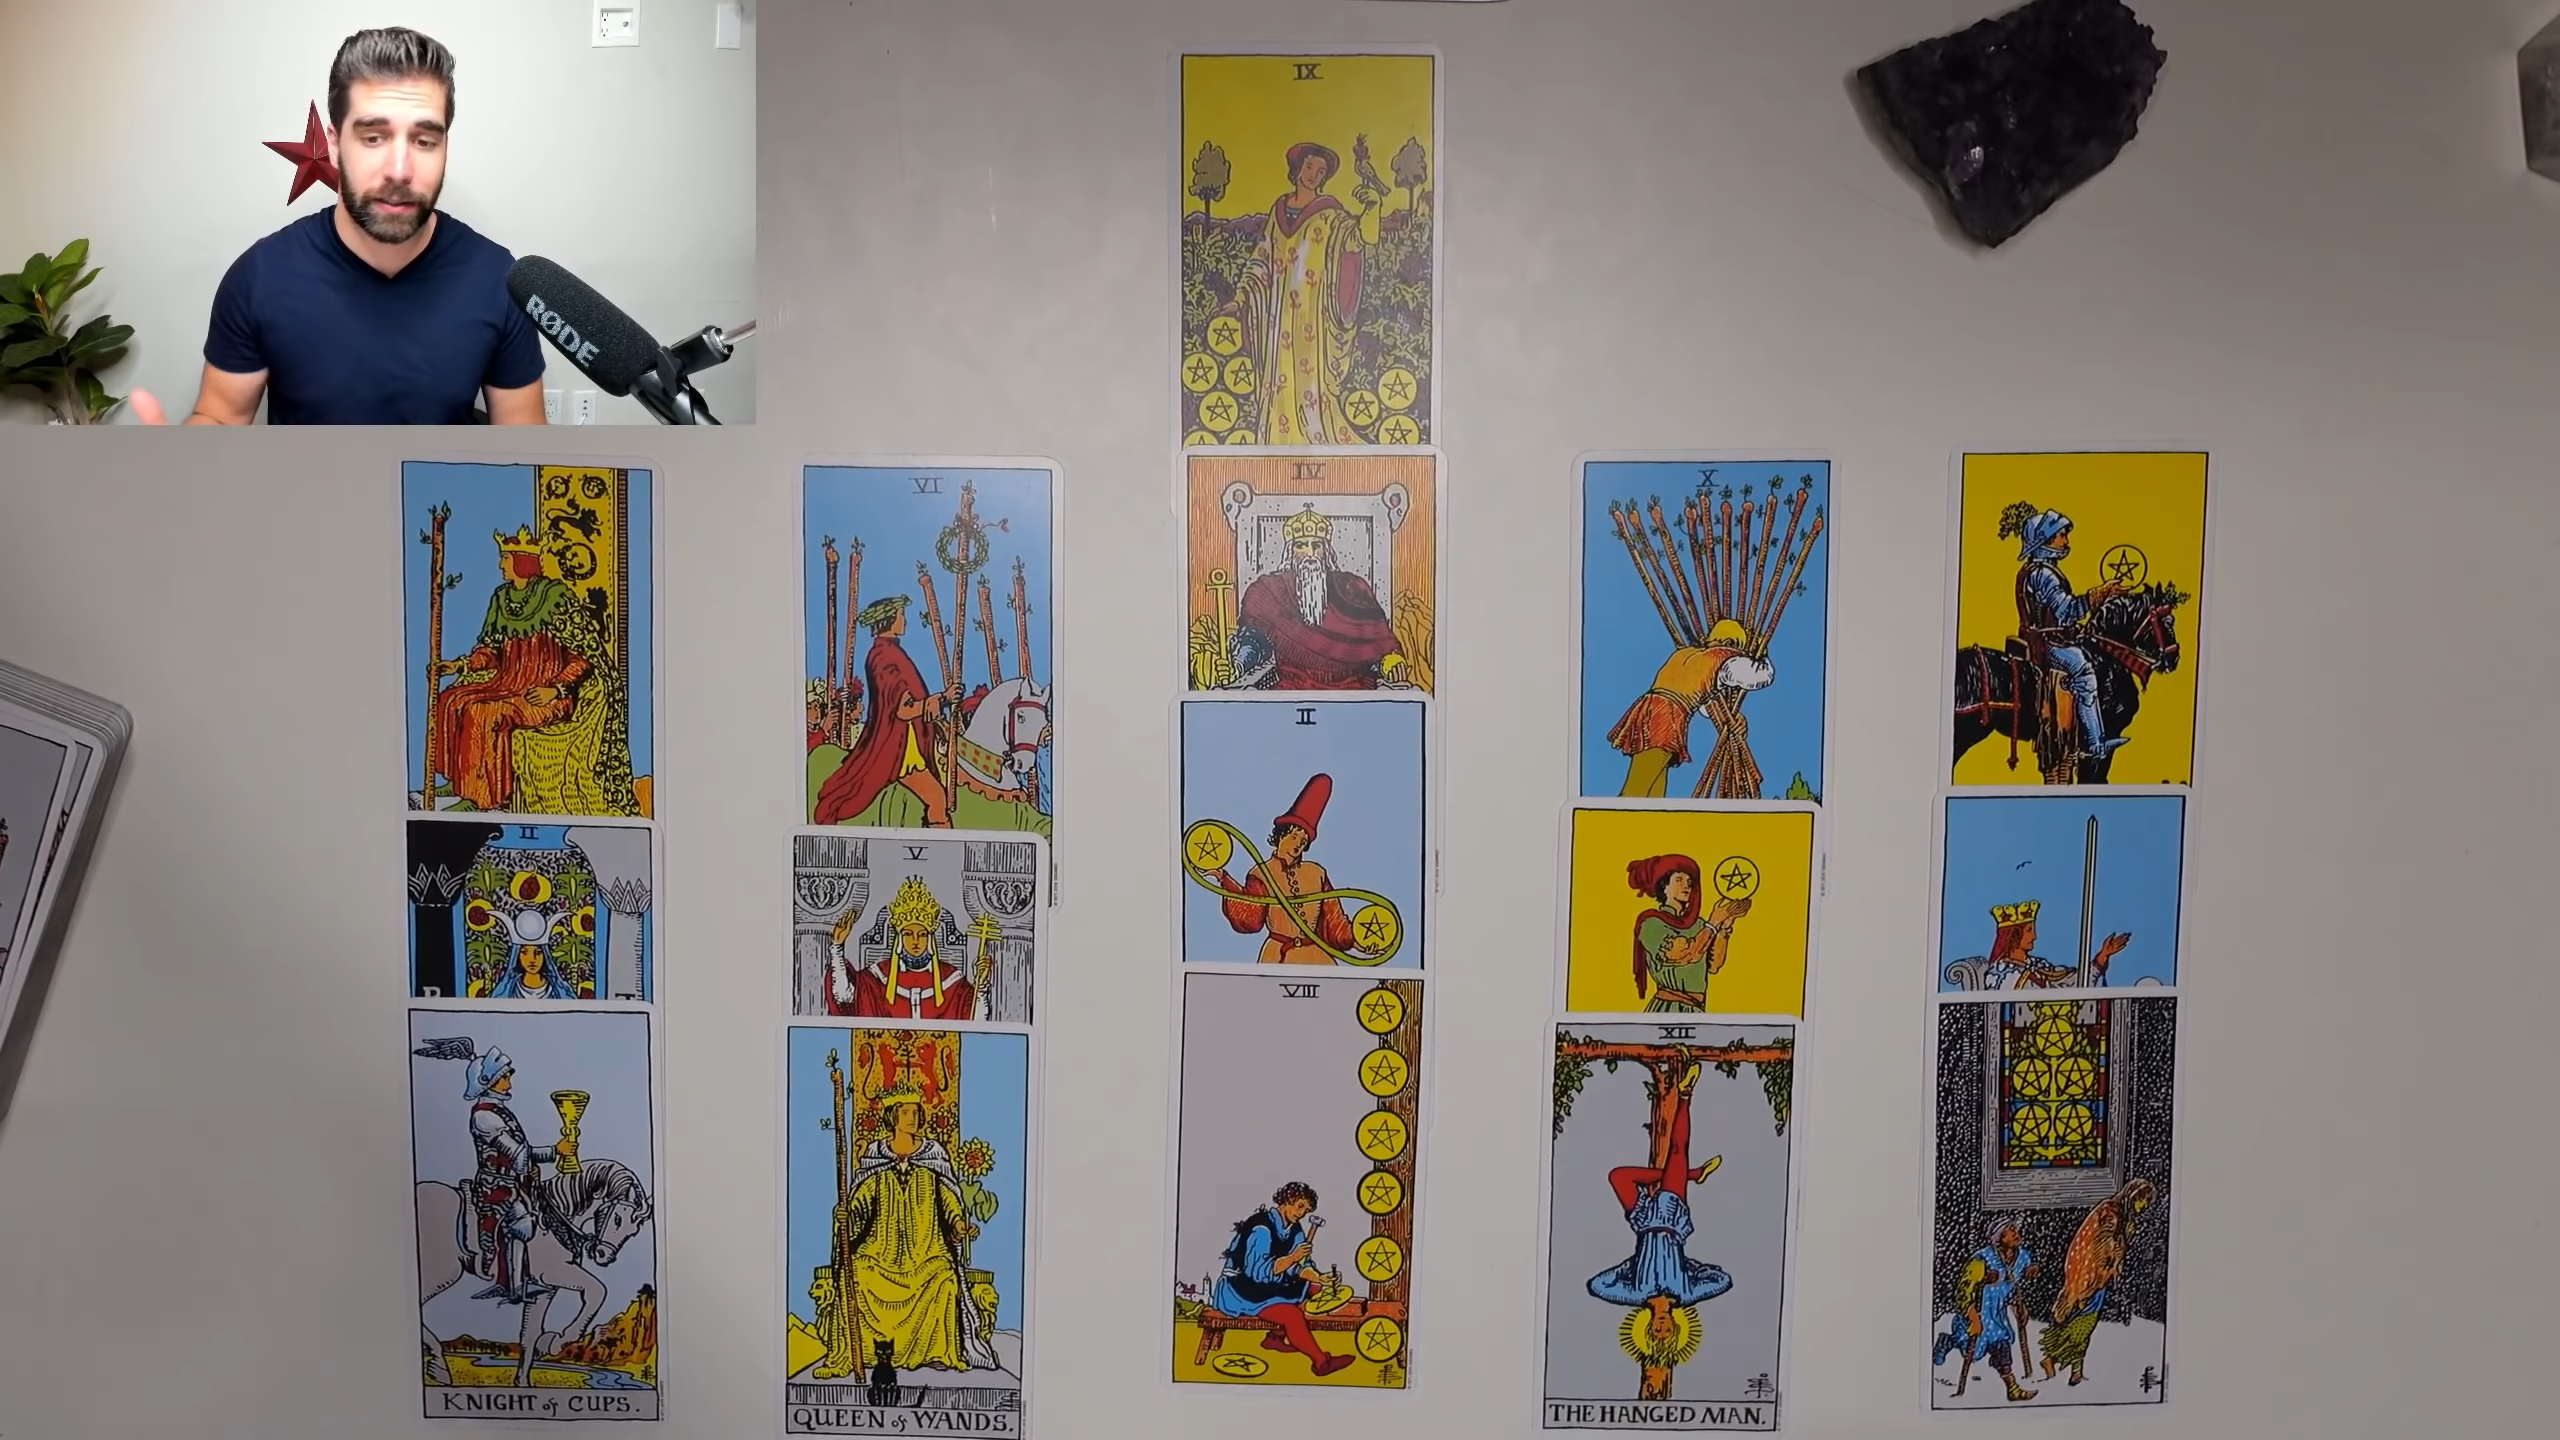 RØDE
IX
VI
IV
X
II
V
II
B
VIII
XII
KNIGHT of CUPS.
QUEEN of WANDS.
THE HANGED MAN.